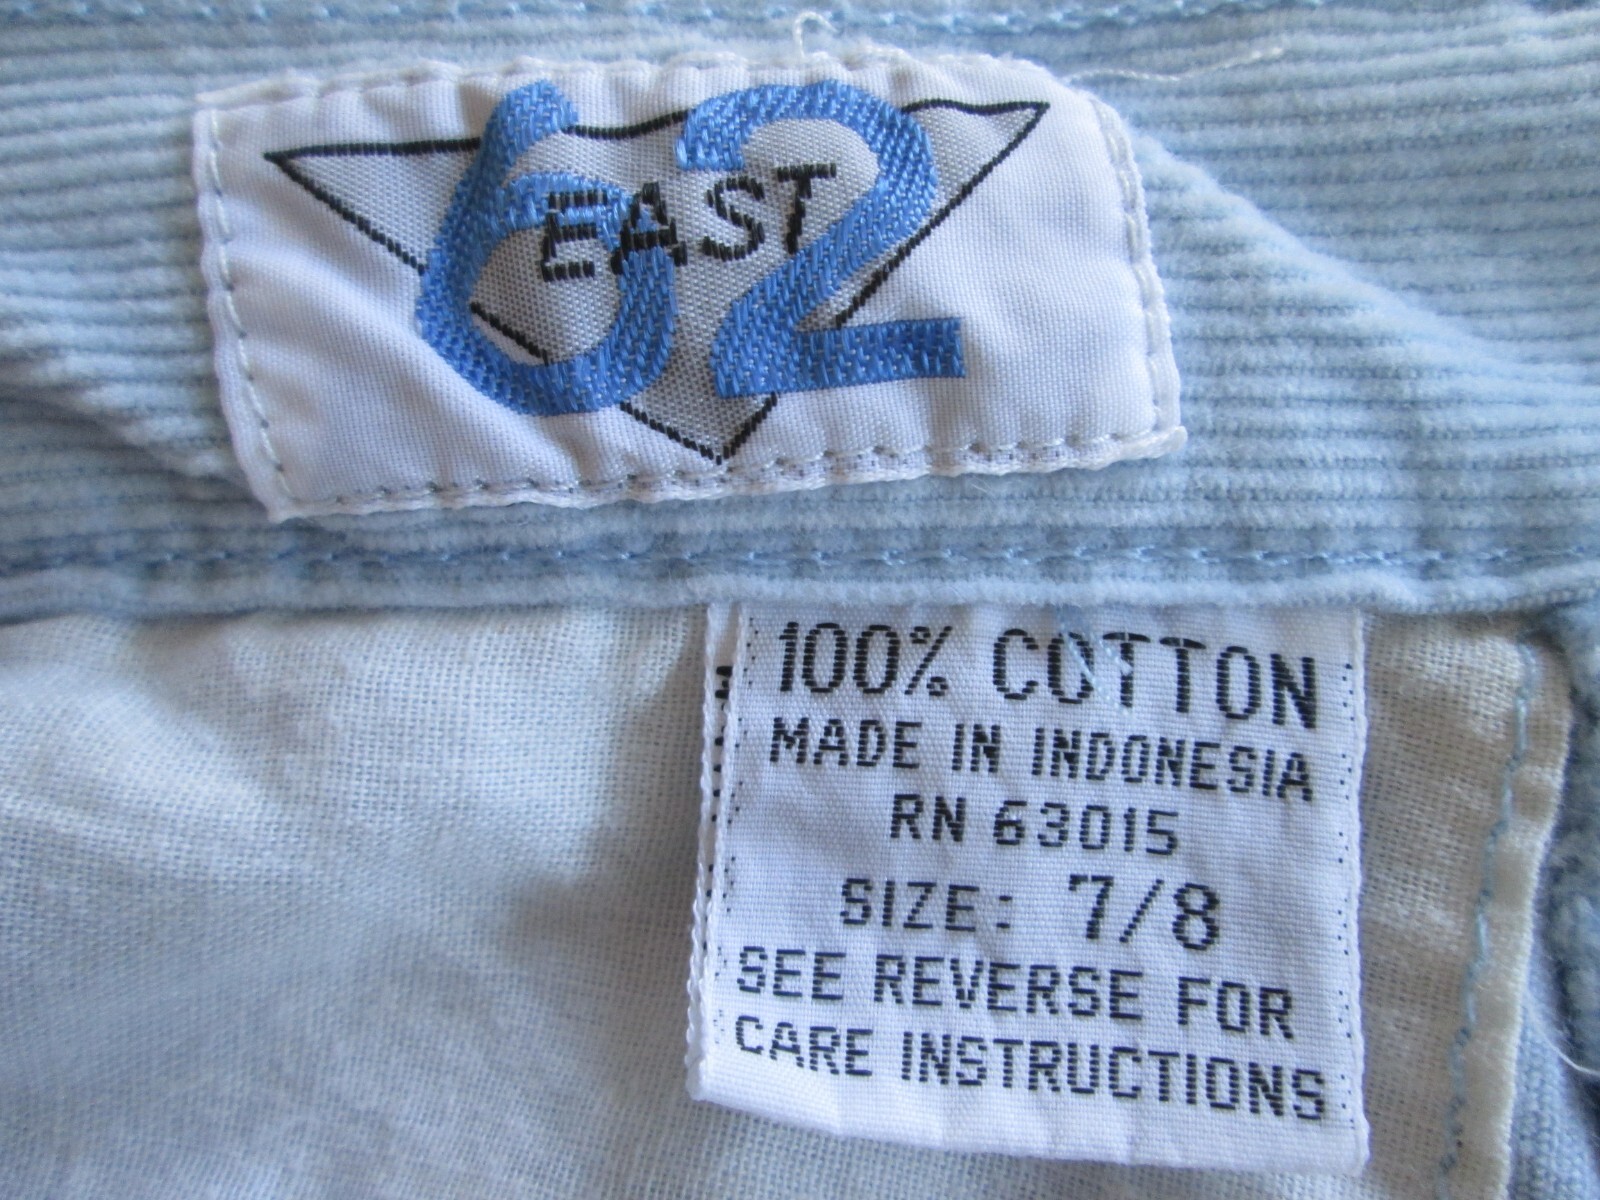 62
EAST
100% COTTON
MADE IN INDONESIA
RN 63015
SIZE: 7/8
SEE REVERSE FOR
CARE INSTRUCTIONS